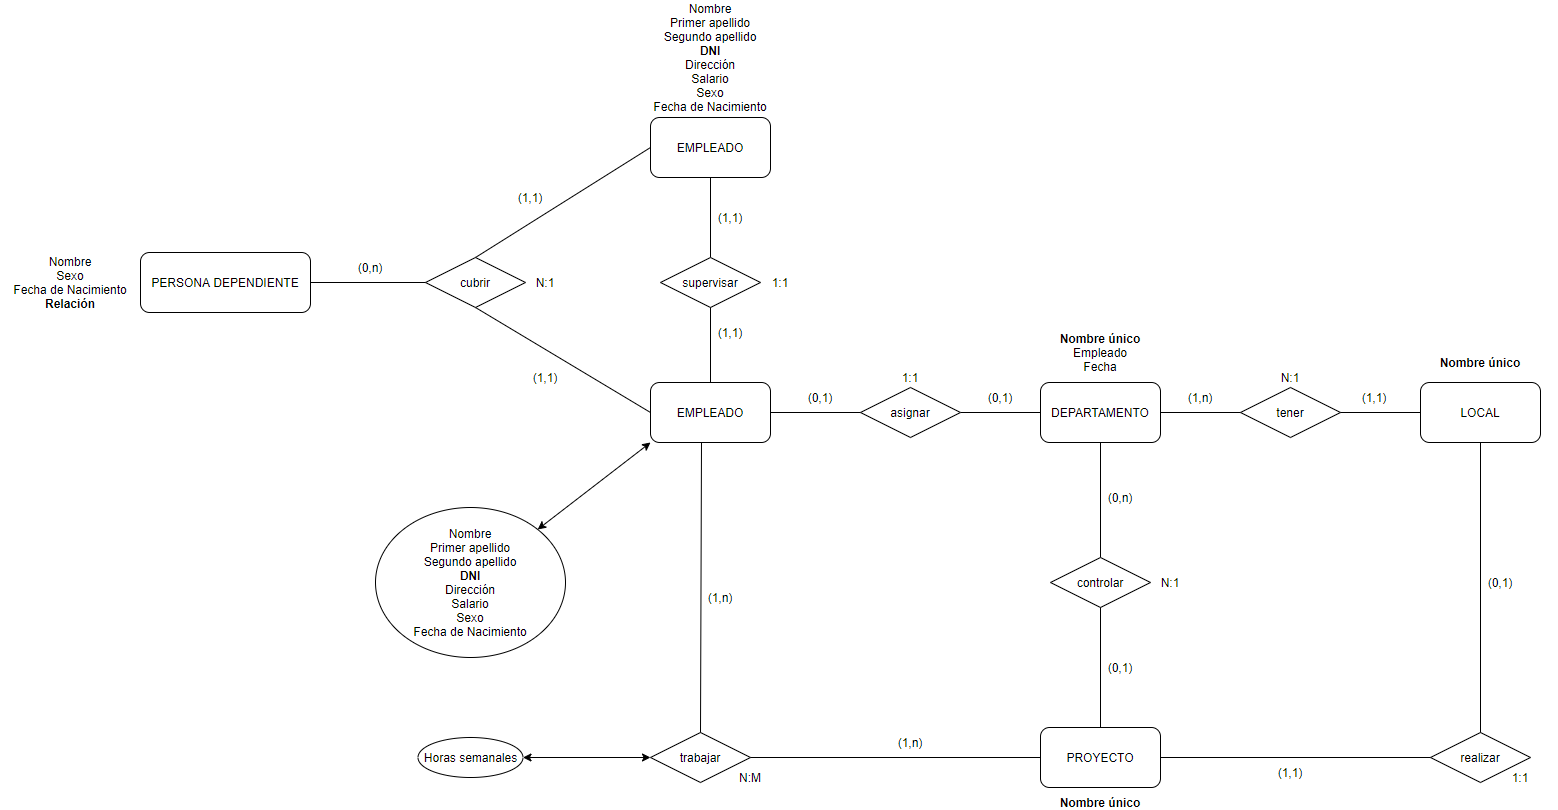 Nombre
Primer apellido
Segundo apellido
DNI
Dirección
Salario
Sexo
Fecha de Nacimiento
EMPLEADO
(1,1)
(1,1)
Nombre
Sexo
Fecha de Nacimiento
Relación
PERSONA DEPENDIENTE
(0,n)
cubrir
N:1
supervisar
1:1
(1,1)
(1,1)
EMPLEADO
(0,1)
1:1
asignar
(0,1)
Nombre único
Empleado
Fecha
DEPARTAMENTO
(1,n)
N:1
tener
(1,1)
Nombre único
LOCAL
Nombre
Primer apellido
Segundo apellido
DNI
Dirección
Salario
Sexo
Fecha de Nacimiento
(1,n)
(0,n)
controlar
N:1
(0,1)
(0,1)
Horas semanales
trabajar
N:M
(1,n)
PROYECTO
Nombre único
(1,1)
realizar
1:1